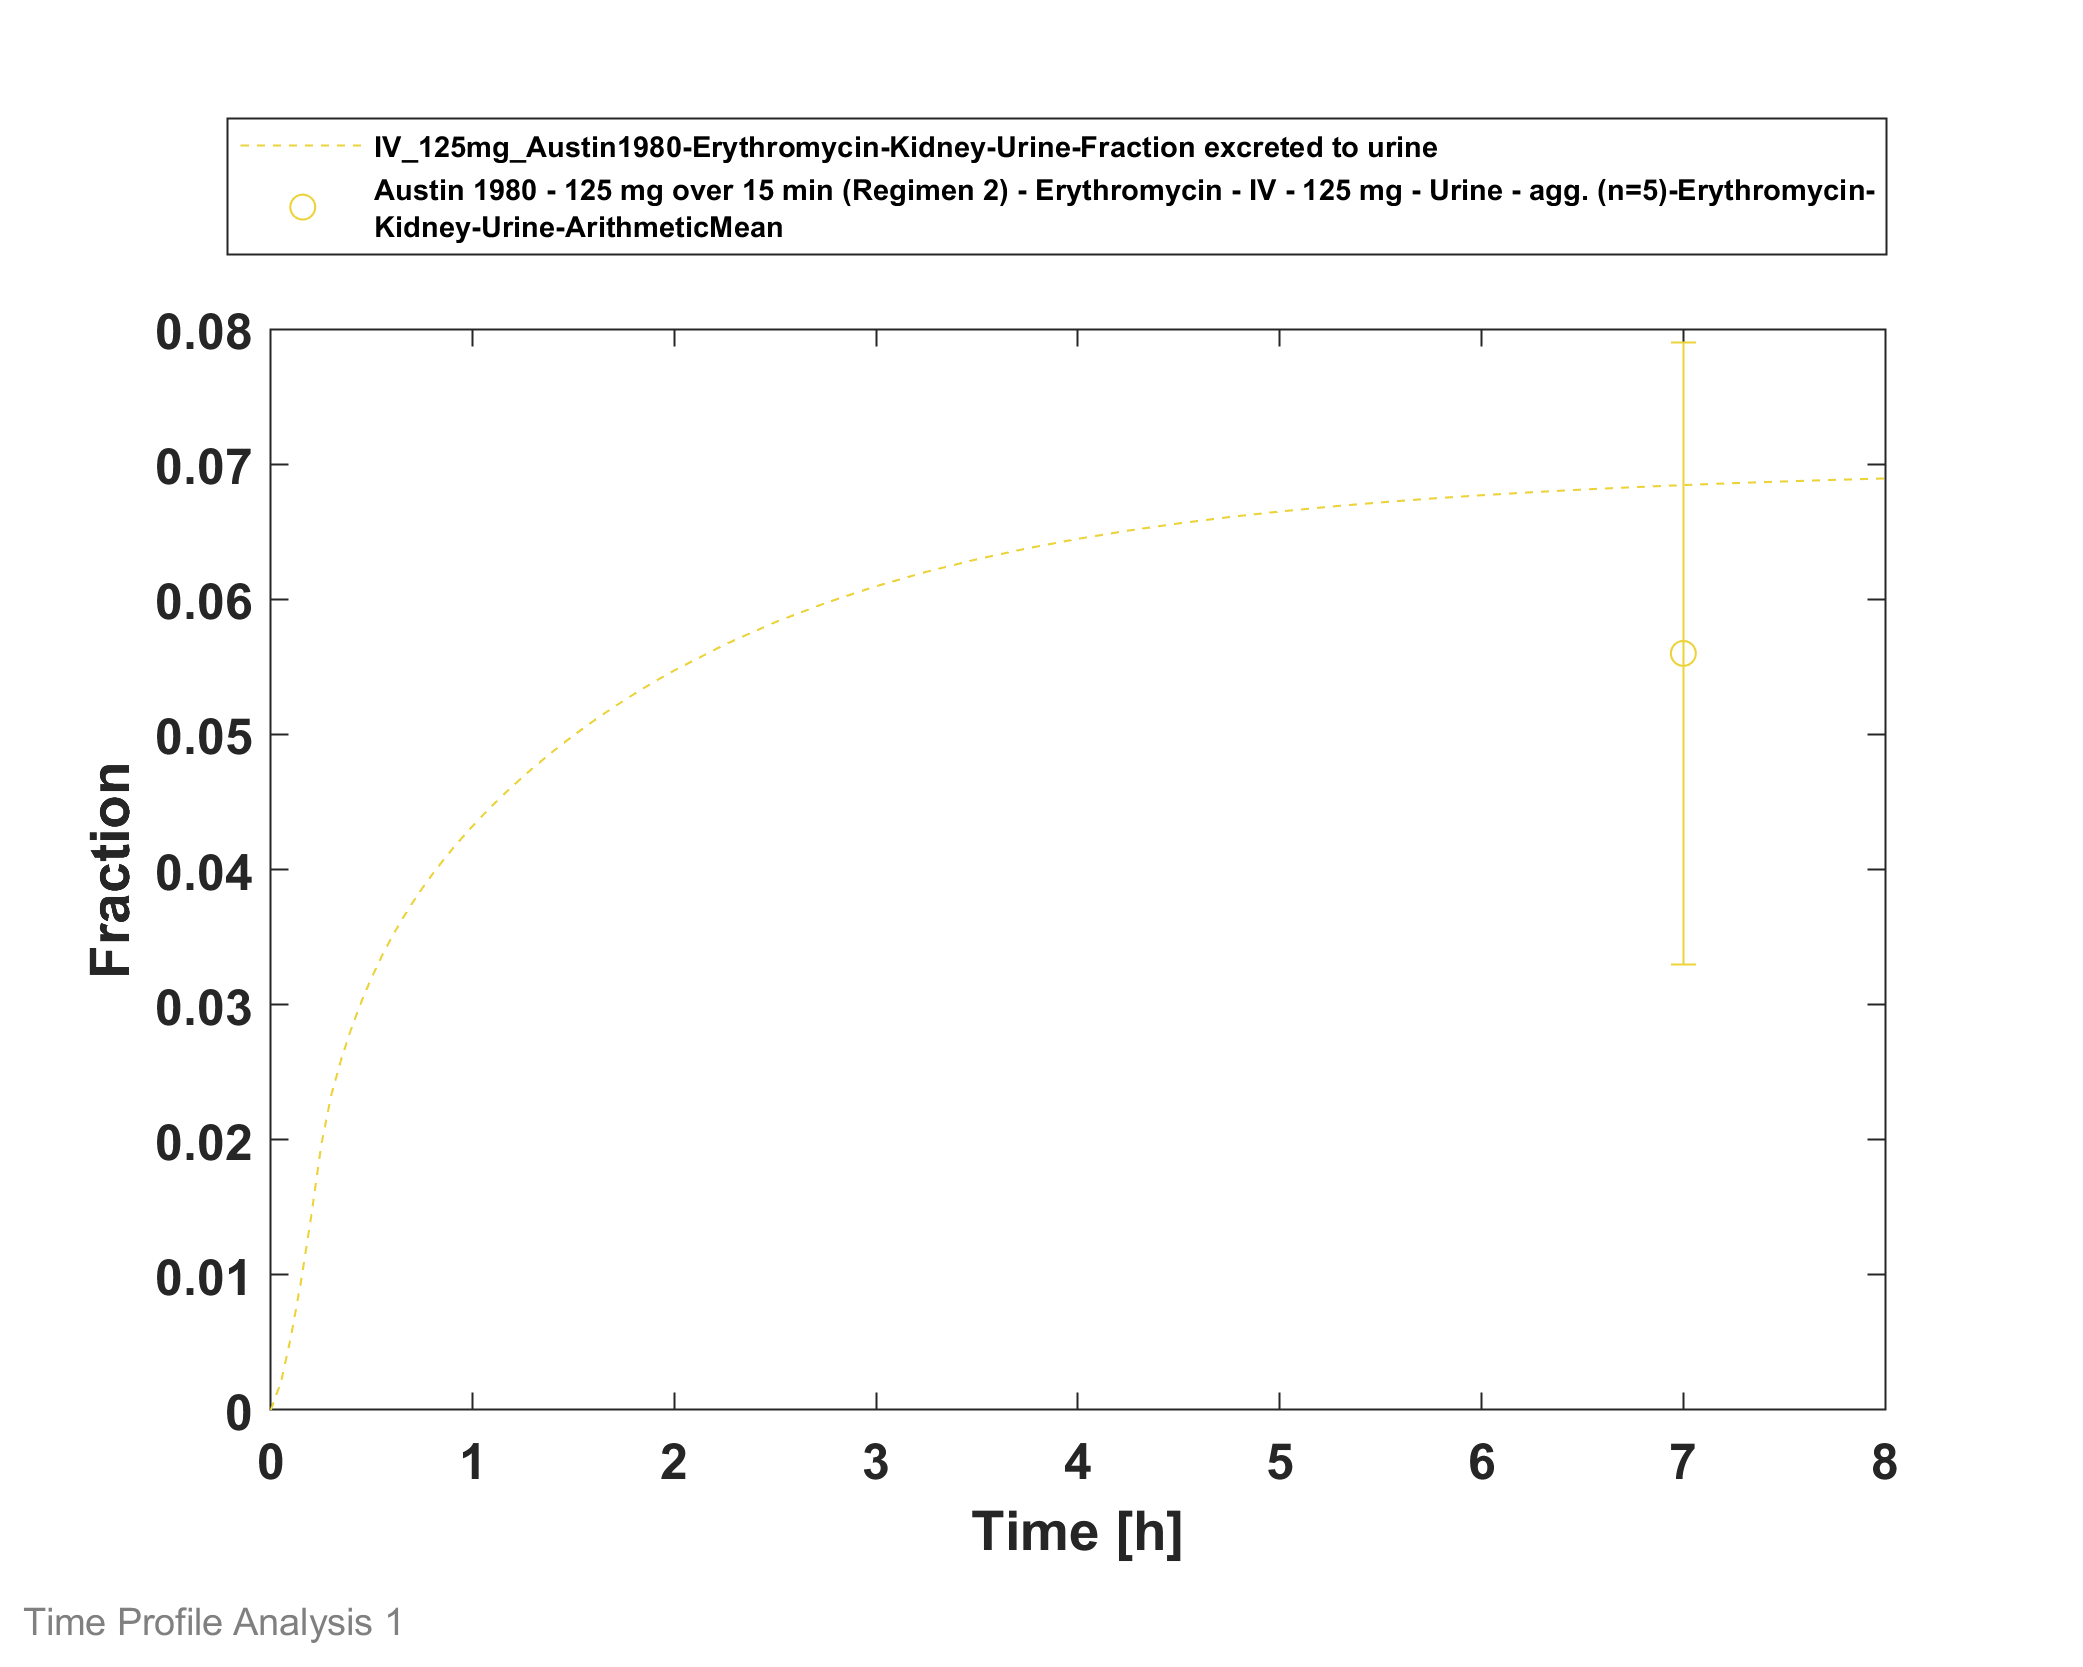 IV_125mg_Austin1980-Erythromycin-Kidney-Urine-Fraction excreted to urine
Austin 1980 - 125 mg over 15 min (Regimen 2) - Erythromycin - IV - 125 mg - Urine - agg. (n=5)-Erythromycin-
Kidney-Urine-ArithmeticMean
0.08
0.07
0.06
0.05
0.04
0.03
0.02
0.01
0
Fraction
0 1 2 3 4 5 6 7 8
Time [h]
Time Profile Analysis 1